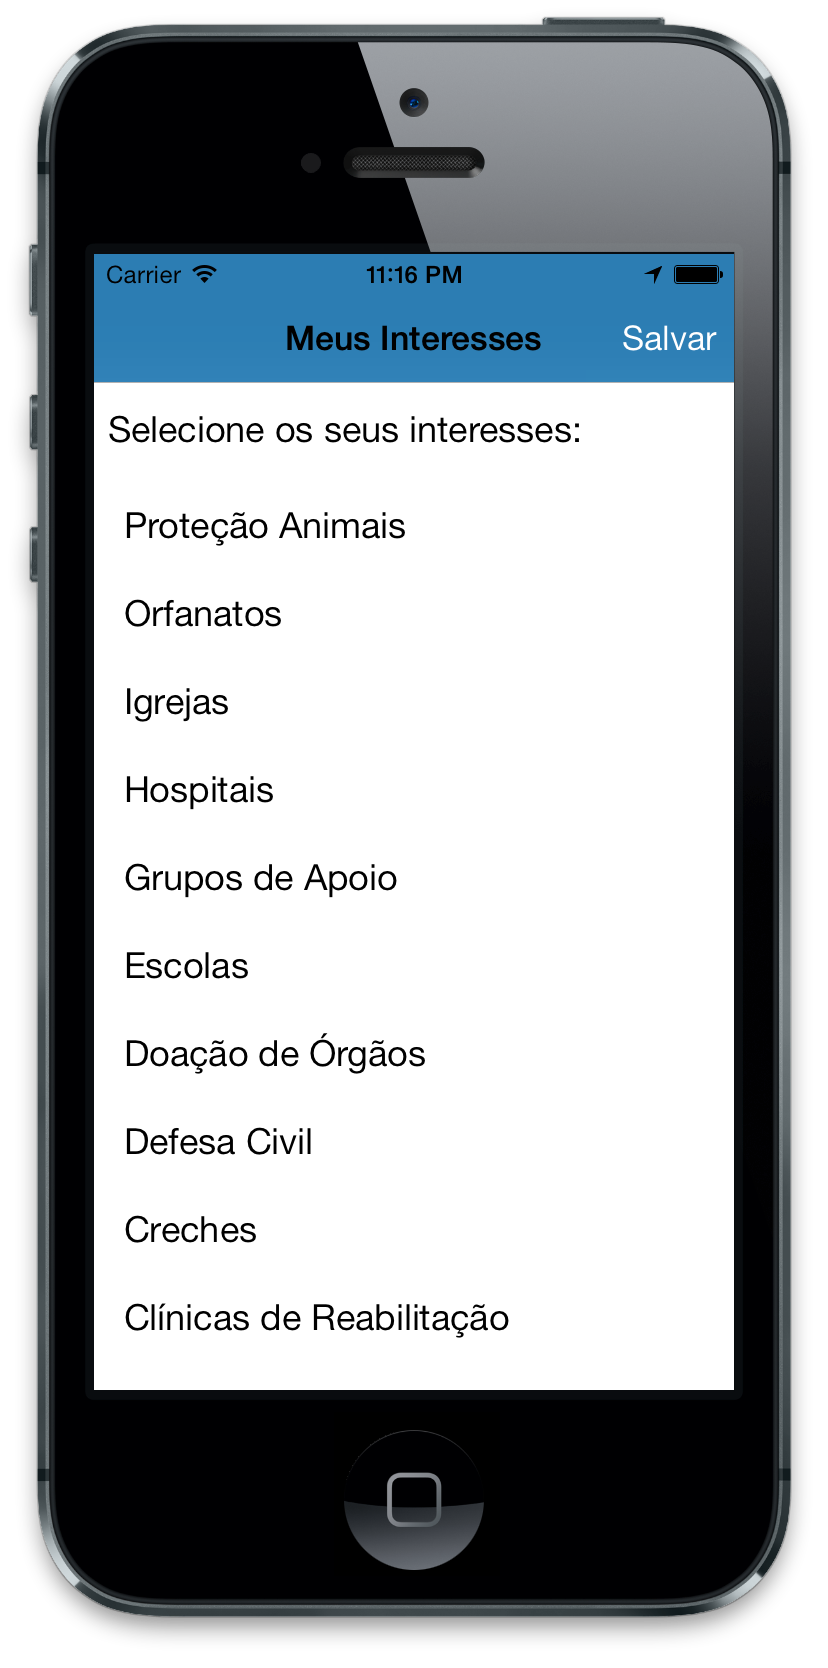 Carrier 11:16 PM
Meus Interesses Salvar
Selecione os seus interesses:
Proteção Animais
Orfanatos
Igrejas
Hospitais
Grupos de Apoio
Escolas
Doação de Órgãos
Defesa Civil
Creches
Clínicas de Reabilitação